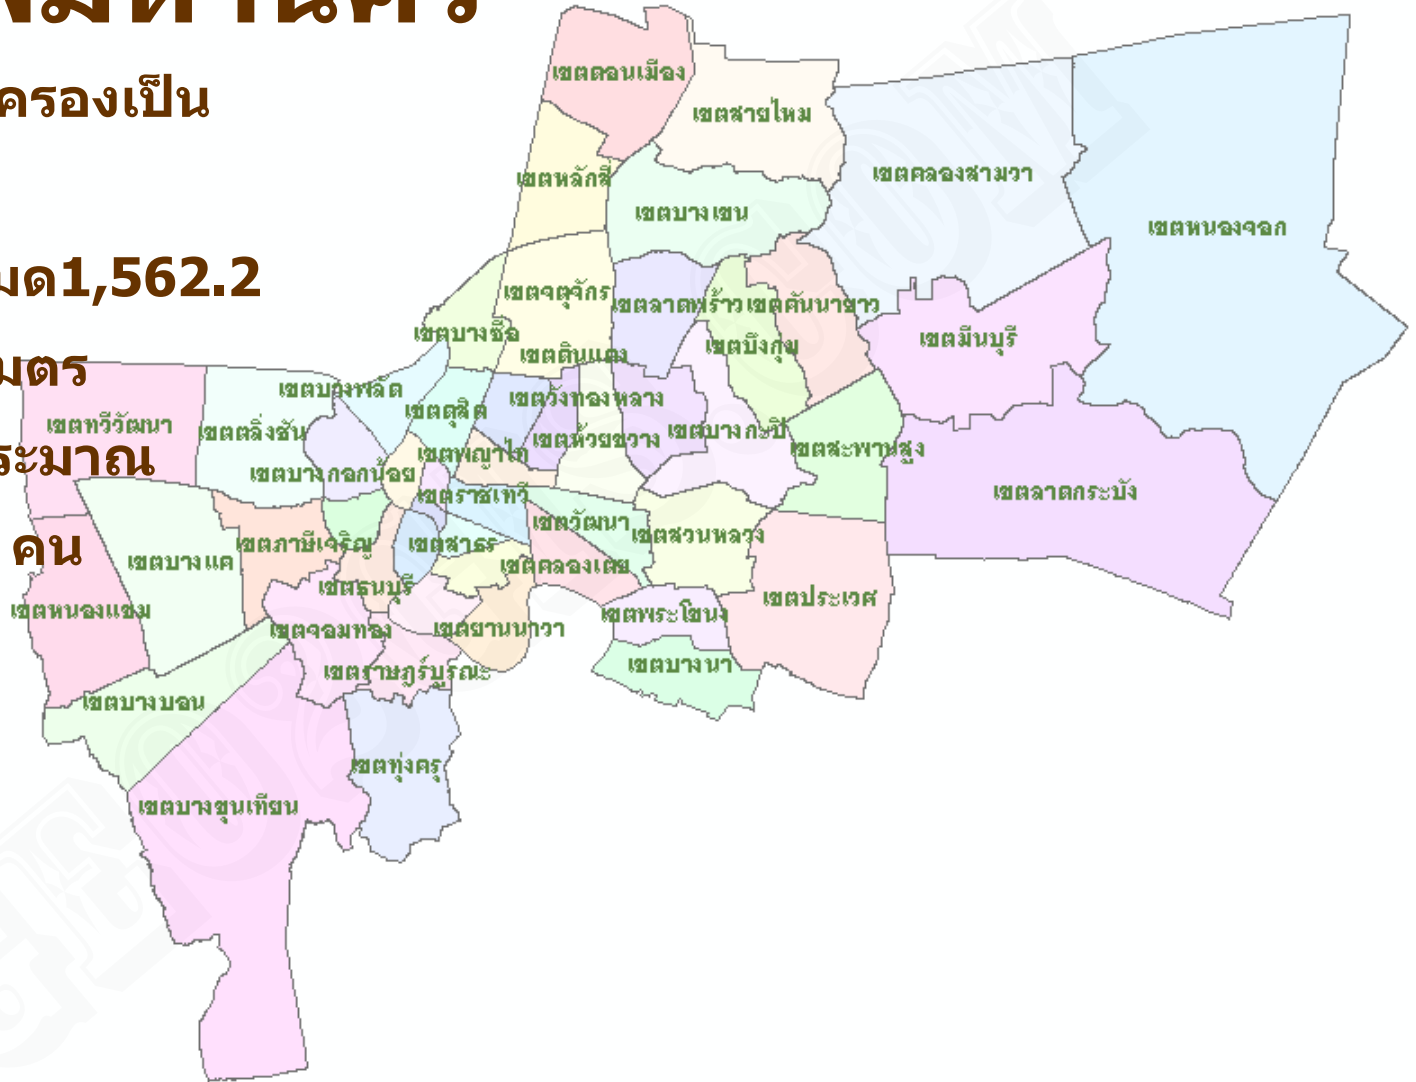 ครองเป็น
1,562.2
คน
เขตดอนเมือง
เขตสายไหม
เขตหลักสี่
เขตบางเขน
เขตคลองสามวา
เขตหนองจอก
เขตจตุจักร
เขตลาดพร้าว
เขตคันนายาว
เขตบางซื่อ
เขตดินแดง
เขตบึงกุ่ม
เขตมีนบุรี
เขตบางพลัด
เขตดุสิต
เขตวังทองหลาง
เขตทวีวัฒนา
เขตตลิ่งชัน
เขตห้วยขวาง
เขตบางกะปิ
เขตสะพานสูง
เขตพญาไท
เขตบางกอกน้อย
เขตราชเทวี
เขตลาดกระบัง
เขตวัฒนา
เขตสวนหลวง
เขตภาษีเจริญ
เขตสาธร
เขตบางแค
เขตคลองเตย
เขตธนบุรี
เขตประเวศ
เขตหนองแขม
เขตพระโขนง
เขตจอมทอง
เขตยานนาวา
เขตบางนา
เขตราษฎร์บูรณะ
เขตบางบอน
เขตทุ่งครุ
เขตบางขุนเทียน